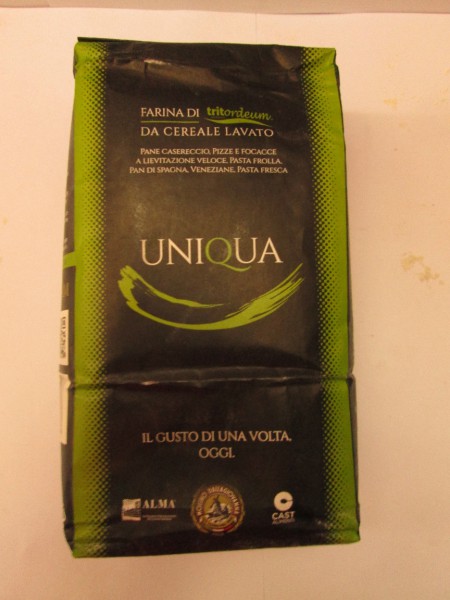 FARINA DI tritordeum
DA CEREALE LAVATO
PANE CASERECCIO, PIZZE E FOCACCE
A LIEVITAZIONE VELOCE, PASTA FROLLA,
PAN DI SPAGNA, VENEZIANE, PASTA FRESCA
UNIQUA
IL GUSTO DI UNA VOLTA,
OGGI.
ALMA
CAST
ALIMENTI